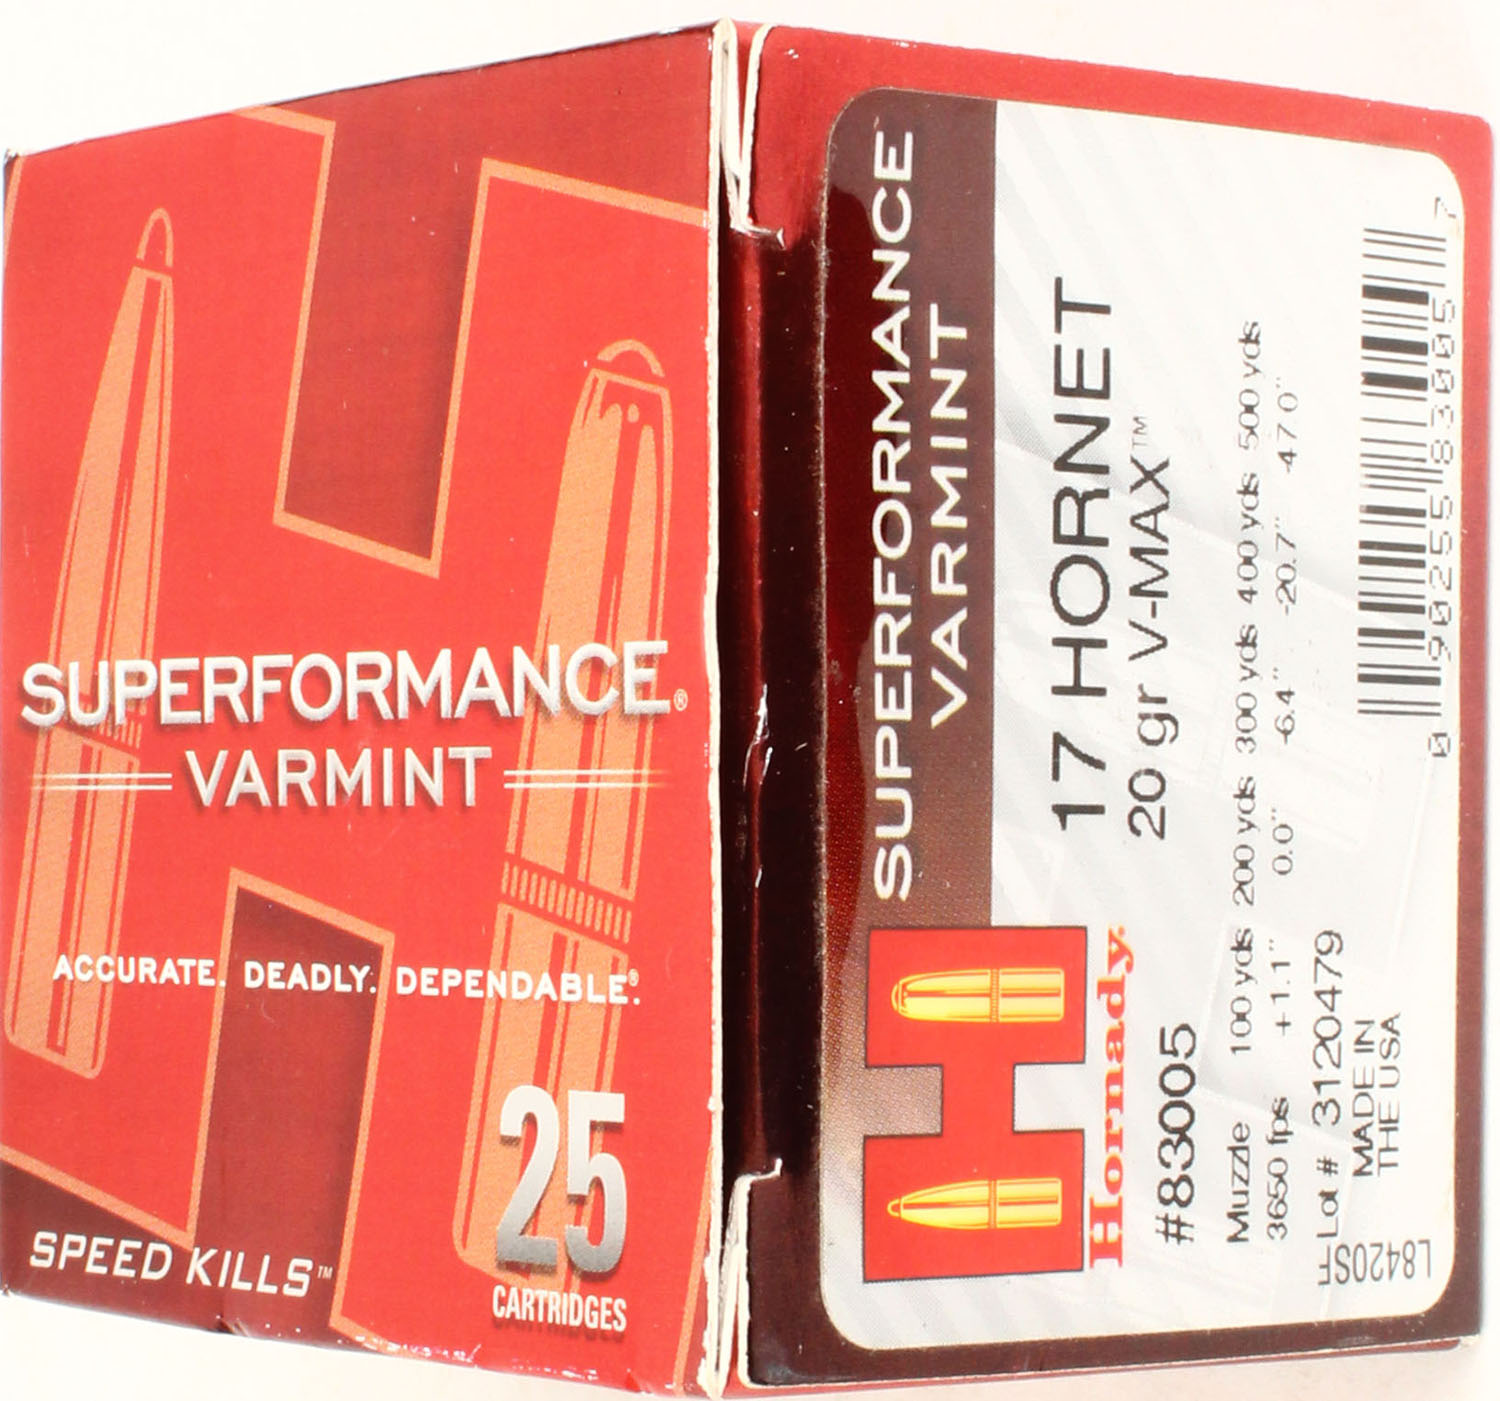 SUPERFORMANCE®
VARMINT
ACCURATE. DEADLY. DEPENDABLE.®
25
CARTRIDGES
SPEED KILLS™
SUPERFORMANCE
VARMINT
Hornady.
17 HORNET
20 gr V-MAX™
#83005
Muzzle 100 yds 200 yds 300 yds 400 yds 500 yds
3650 fps +1.1" 0.0" -6.4" -20.7" -47.0"
Lot # 3120479
MADE IN
THE USA
0 90255 83005 7
L8420SF